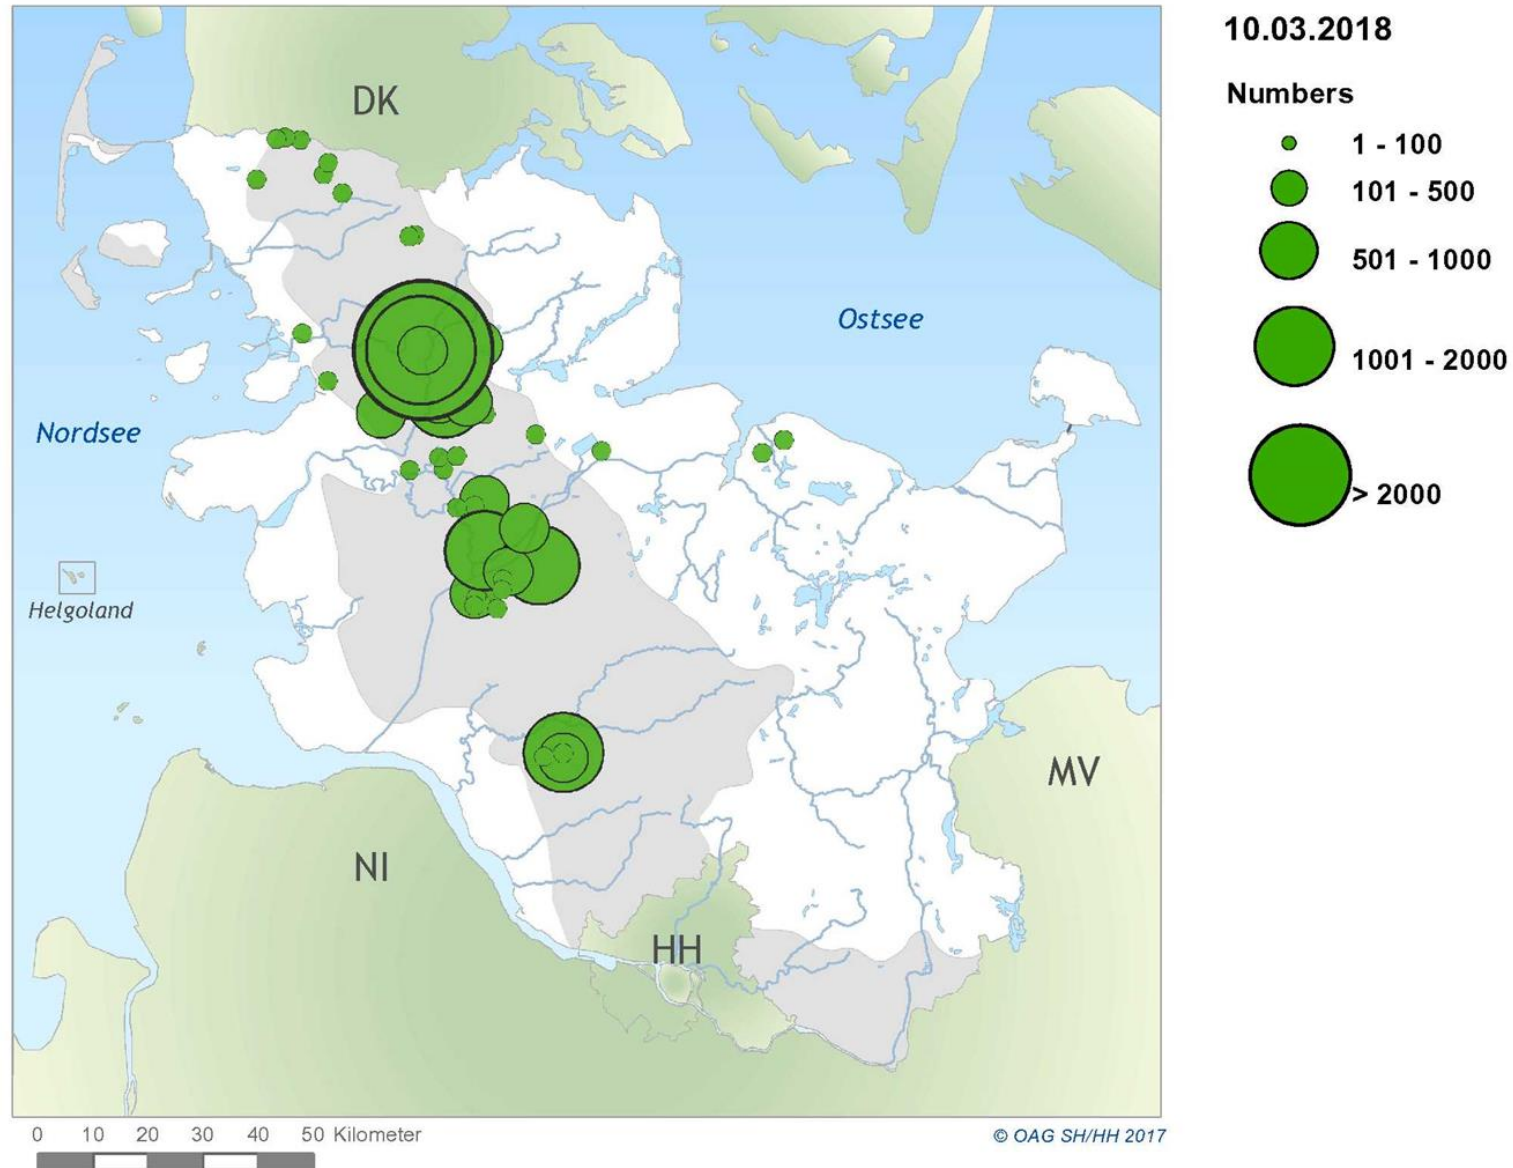 10.03.2018
Numbers
1 - 100
101 - 500
501 - 1000
1001 - 2000
> 2000
DK
Ostsee
Nordsee
Helgoland
MV
NI
HH
0 10 20 30 40 50 Kilometer
© OAG SH/HH 2017